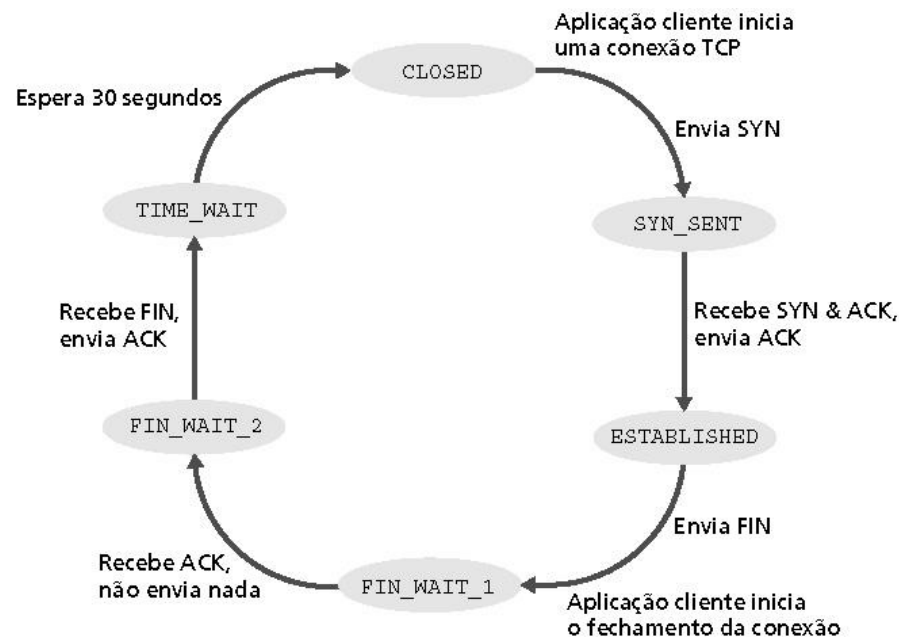 Aplicação cliente inicia
uma conexão TCP
CLOSED
Espera 30 segundos
Envia SYN
TIME_WAIT
SYN_SENT
Recebe FIN,
envia ACK
Recebe SYN & ACK,
envia ACK
FIN_WAIT_2
ESTABLISHED
Envia FIN
Recebe ACK,
não envia nada
FIN_WAIT_1
Aplicação cliente inicia
o fechamento da conexão